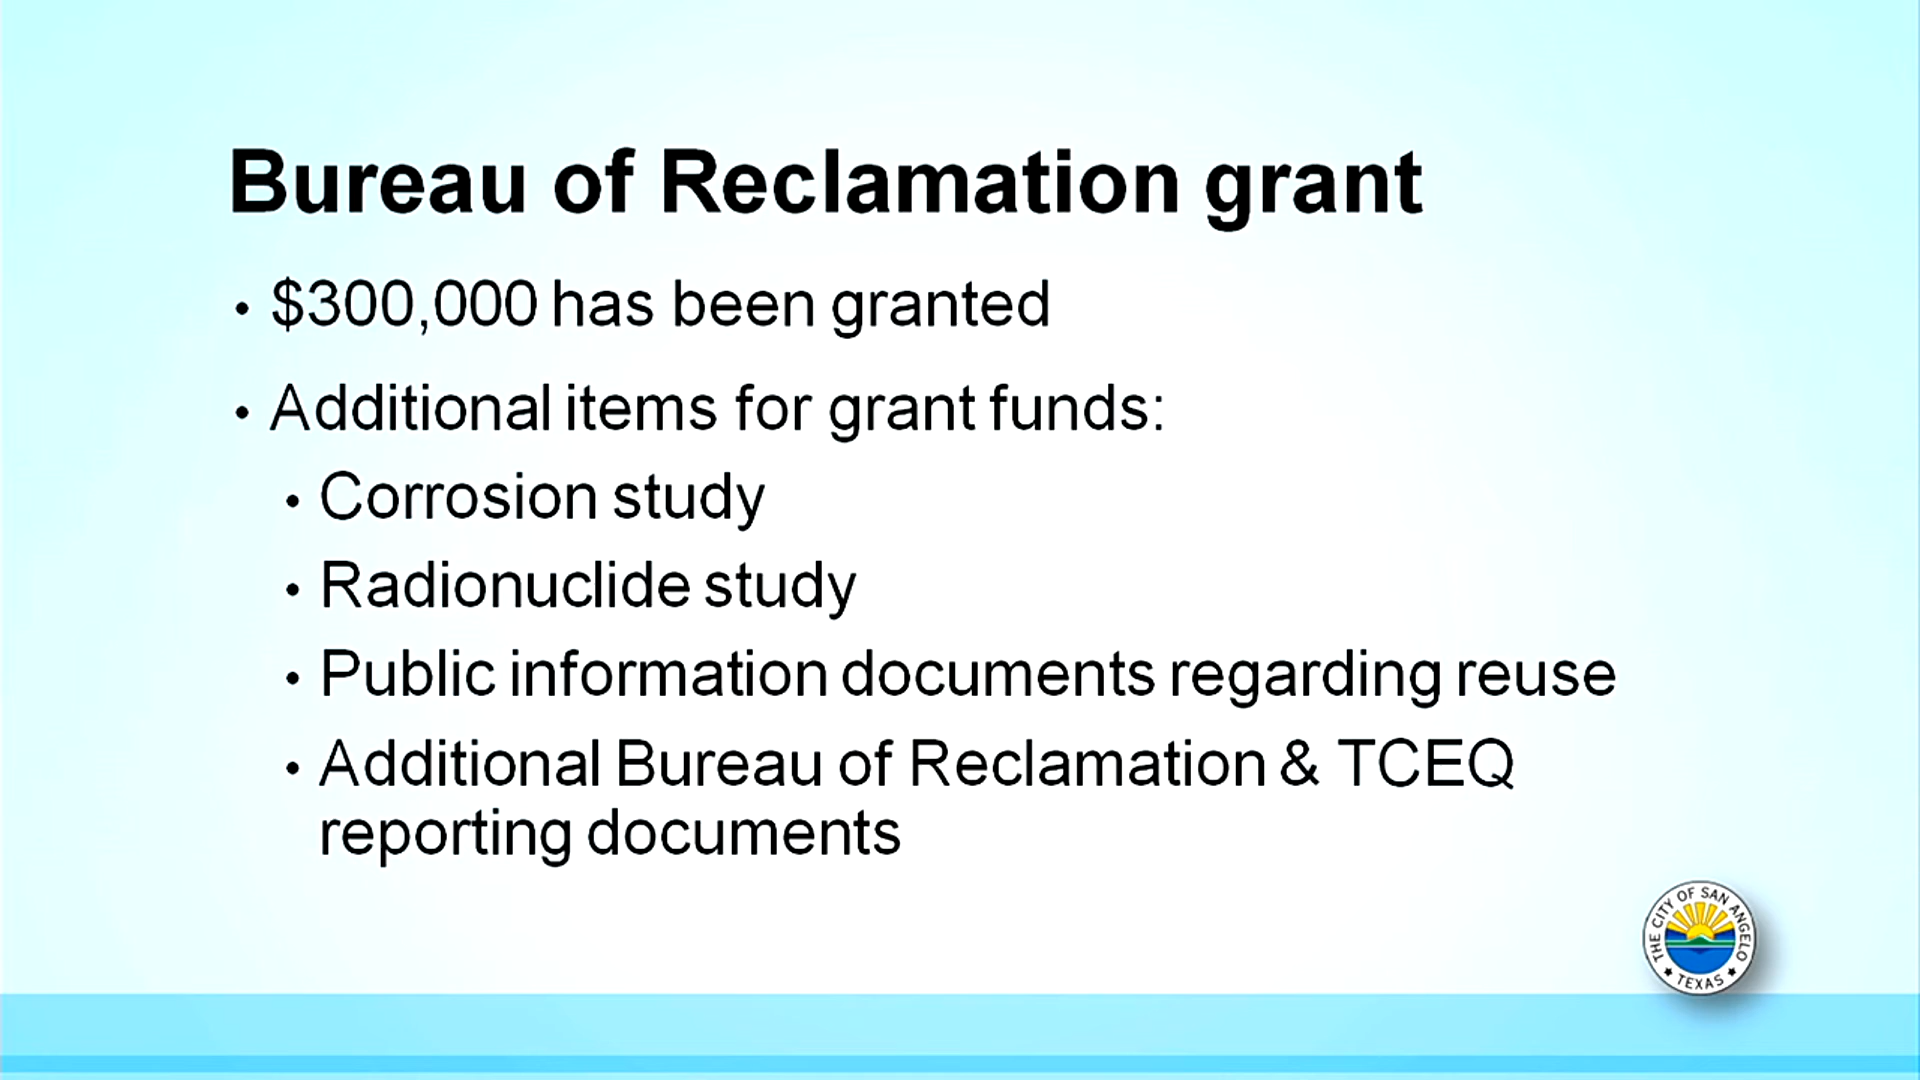 Bureau of Reclamation grant
• $300,000 has been granted
• Additional items for grant funds:
• Corrosion study
• Radionuclide study
• Public information documents regarding reuse
• Additional Bureau of Reclamation & TCEQ
reporting documents
THE CITY OF SAN ANGELO
★ TEXAS ★